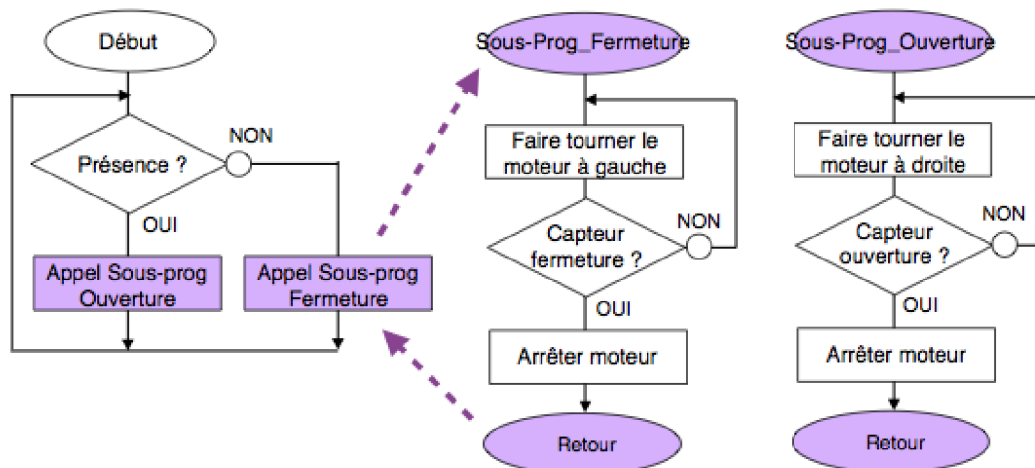 Début
Présence ?
NON
OUI
Appel Sous-prog
Ouverture
Appel Sous-prog
Fermeture
Sous-Prog_Fermeture
Faire tourner le
moteur à gauche
Capteur
fermeture ?
NON
OUI
Arrêter moteur
Retour
Sous-Prog_Ouverture
Faire tourner le
moteur à droite
Capteur
ouverture ?
NON
OUI
Arrêter moteur
Retour